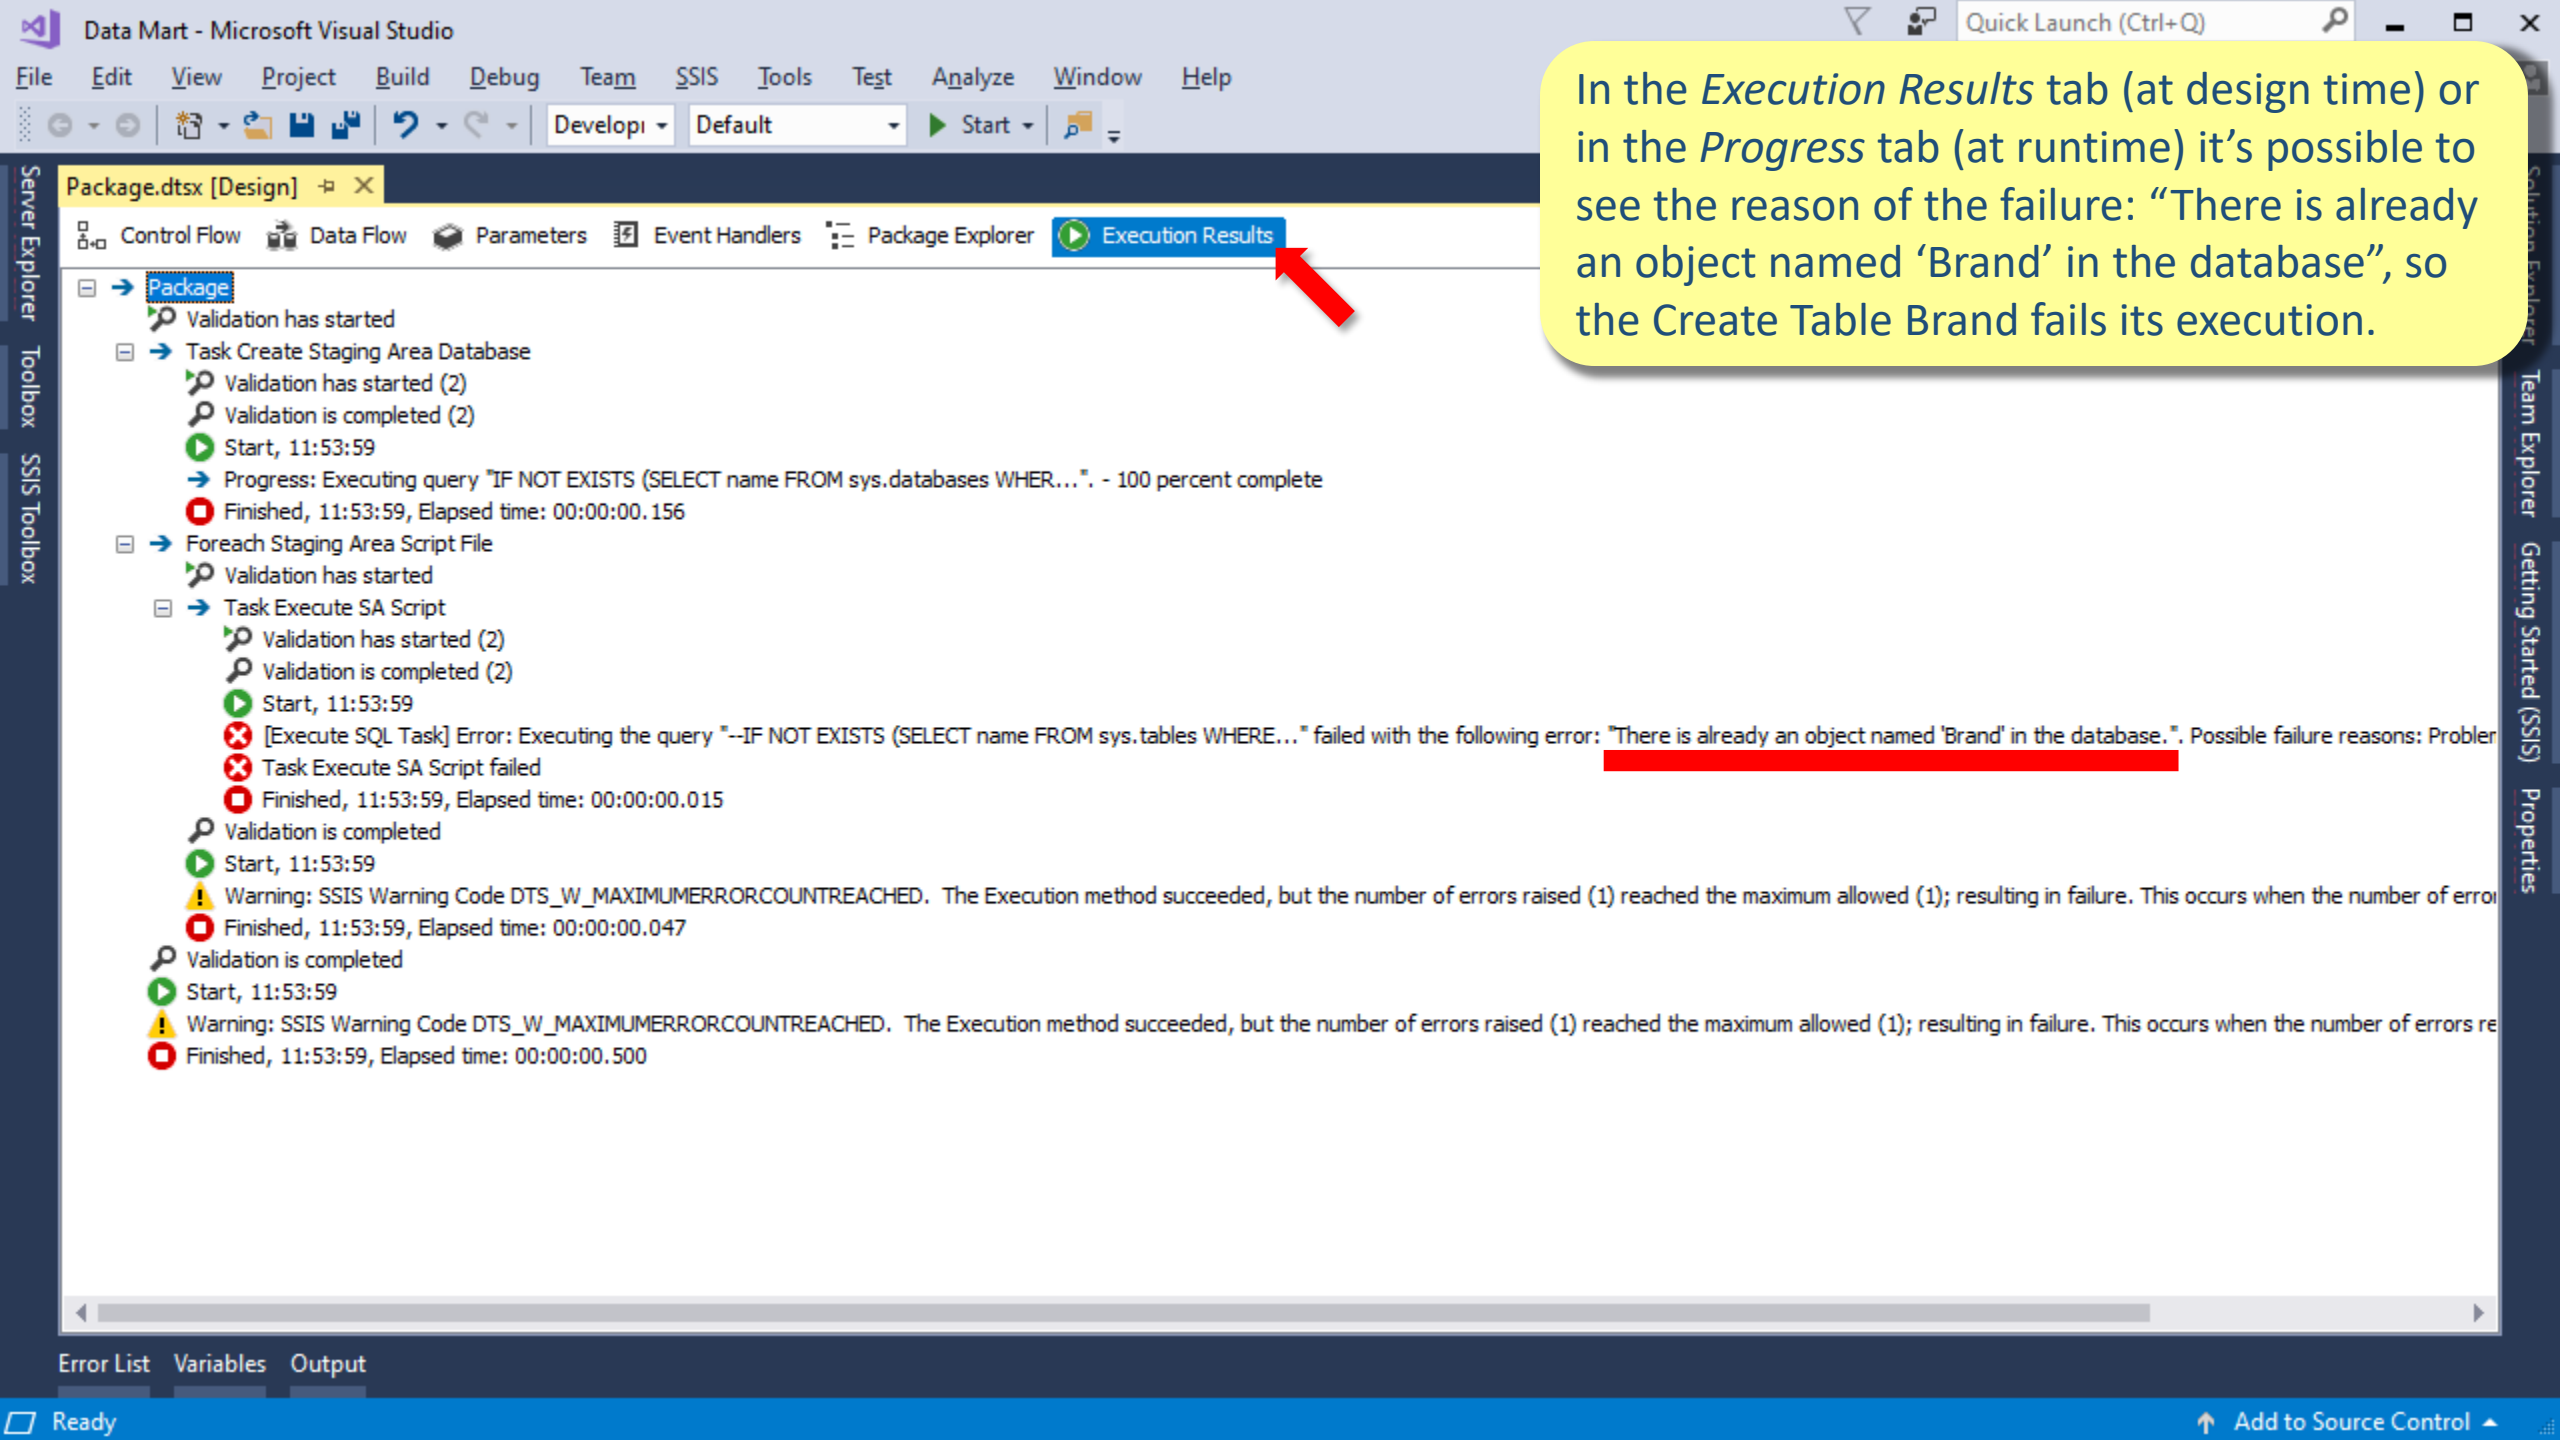 Data Mart - Microsoft Visual Studio
Quick Launch (Ctrl+Q)
File Edit View Project Build Debug Team SSIS Tools Test Analyze Window Help
Default
Start
In the Execution Results tab (at design time) or
in the Progress tab (at runtime) it’s possible to
see the reason of the failure: “There is already
an object named ‘Brand’ in the database”, so
the Create Table Brand fails its execution.
Package.dtsx [Design]
Control Flow Data Flow Parameters Event Handlers Package Explorer Execution Results
Server Explorer
Toolbox
SSIS Toolbox
Package
Validation has started
Task Create Staging Area Database
Validation has started (2)
Validation is completed (2)
Start, 11:53:59
Progress: Executing query "IF NOT EXISTS (SELECT name FROM sys.databases WHER...". - 100 percent complete
Finished, 11:53:59, Elapsed time: 00:00:00.156
Foreach Staging Area Script File
Validation has started
Task Execute SA Script
Validation has started (2)
Validation is completed (2)
Start, 11:53:59
[Execute SQL Task] Error: Executing the query "--IF NOT EXISTS (SELECT name FROM sys.tables WHERE..." failed with the following error: "There is already an object named 'Brand' in the database.". Possible failure reasons:
Task Execute SA Script failed
Finished, 11:53:59, Elapsed time: 00:00:00.015
Validation is completed
Start, 11:53:59
Warning: SSIS Warning Code DTS_W_MAXIMUMERRORCOUNTREACHED. The Execution method succeeded, but the number of errors raised (1) reached the maximum allowed (1); resulting in failure. This occurs when the number of
Finished, 11:53:59, Elapsed time: 00:00:00.047
Validation is completed
Start, 11:53:59
Warning: SSIS Warning Code DTS_W_MAXIMUMERRORCOUNTREACHED. The Execution method succeeded, but the number of errors raised (1) reached the maximum allowed (1); resulting in failure. This occurs when the number of errors
Finished, 11:53:59, Elapsed time: 00:00:00.500
Solution Explorer
Team Explorer
Getting Started (SSIS)
Properties
Error List Variables Output
Ready
Add to Source Control